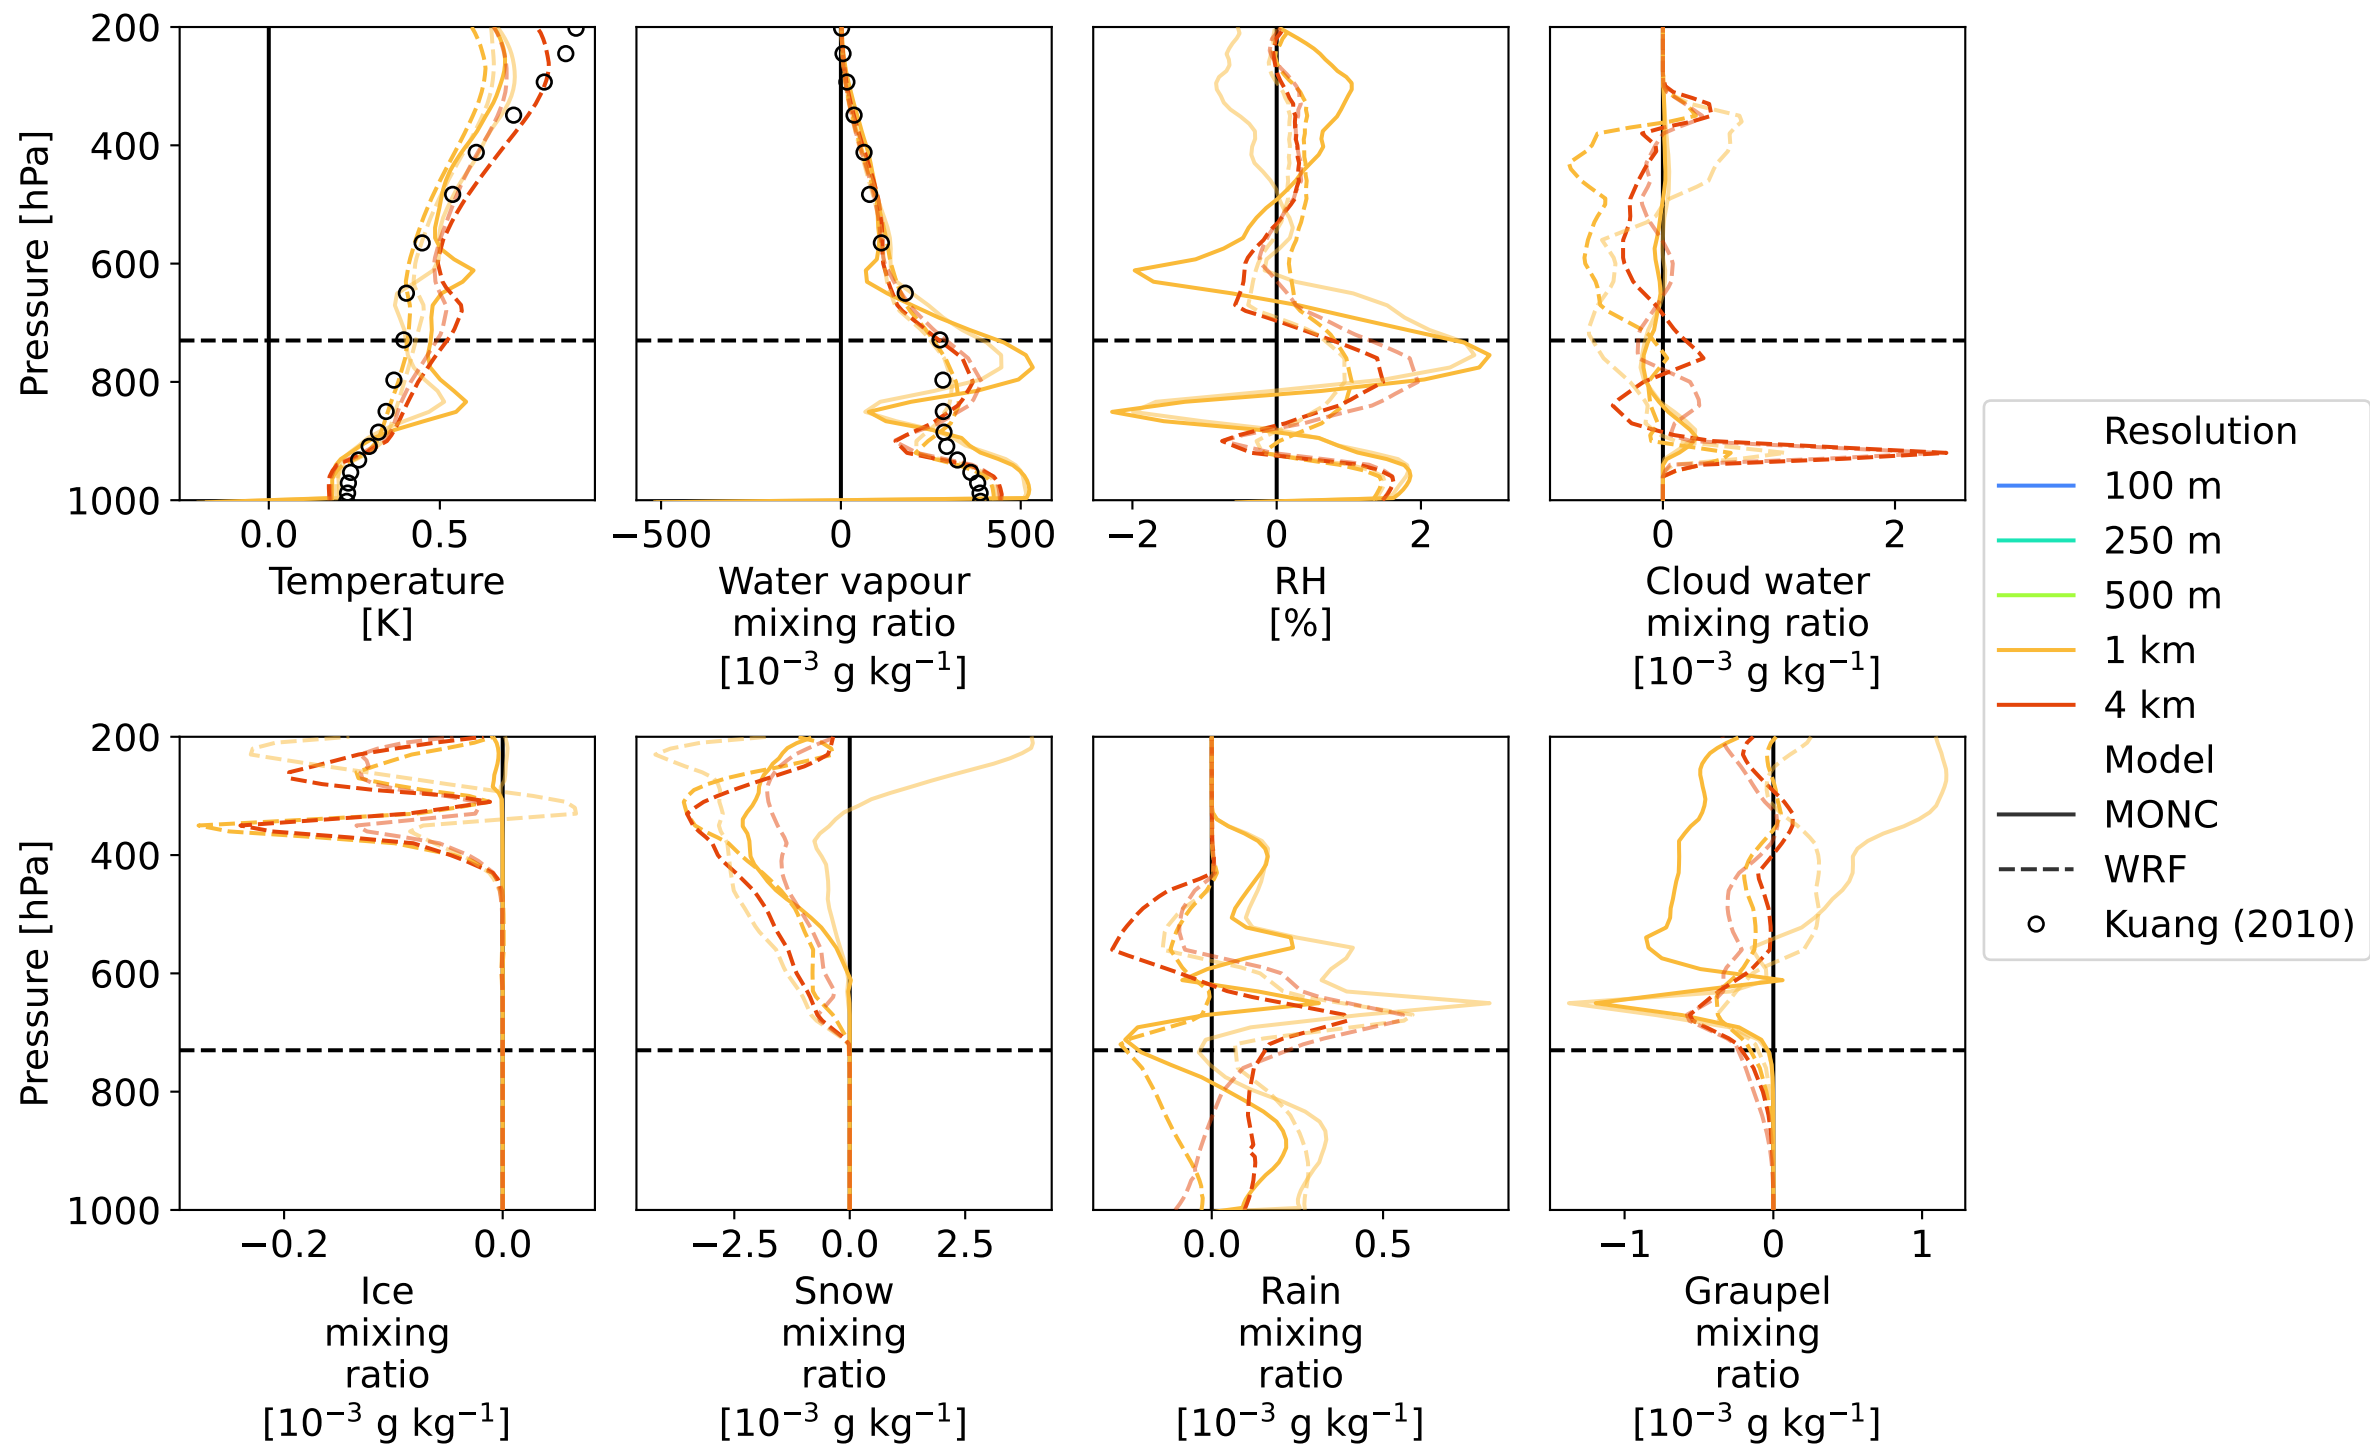 200
400
600
800
1000
Pressure [hPa]
0.0 0.5
Temperature
[K]
−500 0 500
Water vapour
mixing ratio
[10⁻³ g kg⁻¹]
−2 0 2
RH
[%]
0 2
Cloud water
mixing ratio
[10⁻³ g kg⁻¹]
Resolution
100 m
250 m
500 m
1 km
4 km
Model
MONC
WRF
Kuang (2010)
200
400
600
800
1000
Pressure [hPa]
−0.2 0.0
Ice
mixing
ratio
[10⁻³ g kg⁻¹]
−2.5 0.0 2.5
Snow
mixing
ratio
[10⁻³ g kg⁻¹]
0.0 0.5
Rain
mixing
ratio
[10⁻³ g kg⁻¹]
−1 0 1
Graupel
mixing
ratio
[10⁻³ g kg⁻¹]